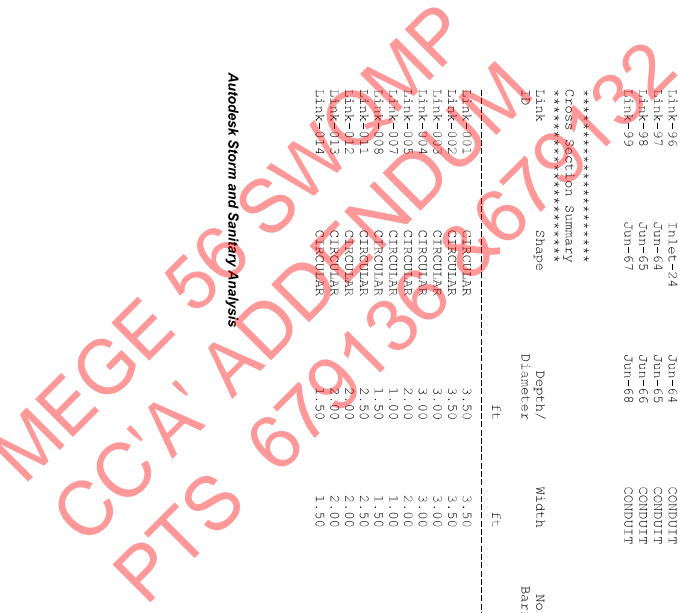 Link-96 Inlet-24 Jun-64 CONDUIT
Link-97 Jun-64 Jun-65 CONDUIT
Link-98 Jun-65 Jun-66 CONDUIT
Link-99 Jun-67 Jun-68 CONDUIT
*********************
Cross Section Summary
*********************
Link Shape Depth/ Width No
ID Diameter Bar
ft ft
Link-001 CIRCULAR 3.50 3.50
Link-002 CIRCULAR 3.50 3.50
Link-003 CIRCULAR 3.00 3.00
Link-004 CIRCULAR 3.00 3.00
Link-005 CIRCULAR 2.00 2.00
Link-007 CIRCULAR 1.00 1.00
Link-008 CIRCULAR 1.50 1.50
Link-011 CIRCULAR 2.50 2.50
Link-012 CIRCULAR 2.00 2.00
Link-013 CIRCULAR 2.00 2.00
Link-014 CIRCULAR 1.50 1.50
Autodesk Storm and Sanitary Analysis
MEGE 56 SWQMP
CC'A' ADDENDUM
PTS 679136 &679132